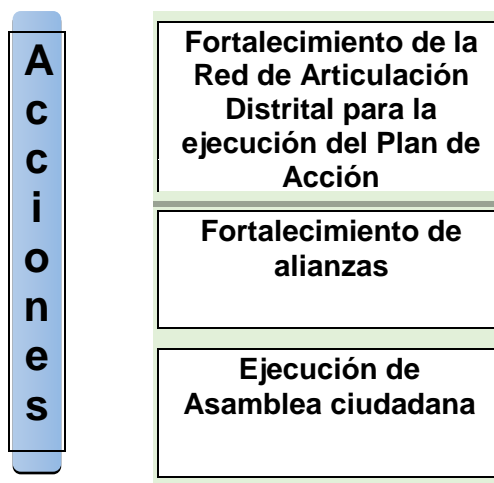 Acciones
Fortalecimiento de la
Red de Articulación
Distrital para la
ejecución del Plan de
Acción
Fortalecimiento de
alianzas
Ejecución de
Asamblea ciudadana